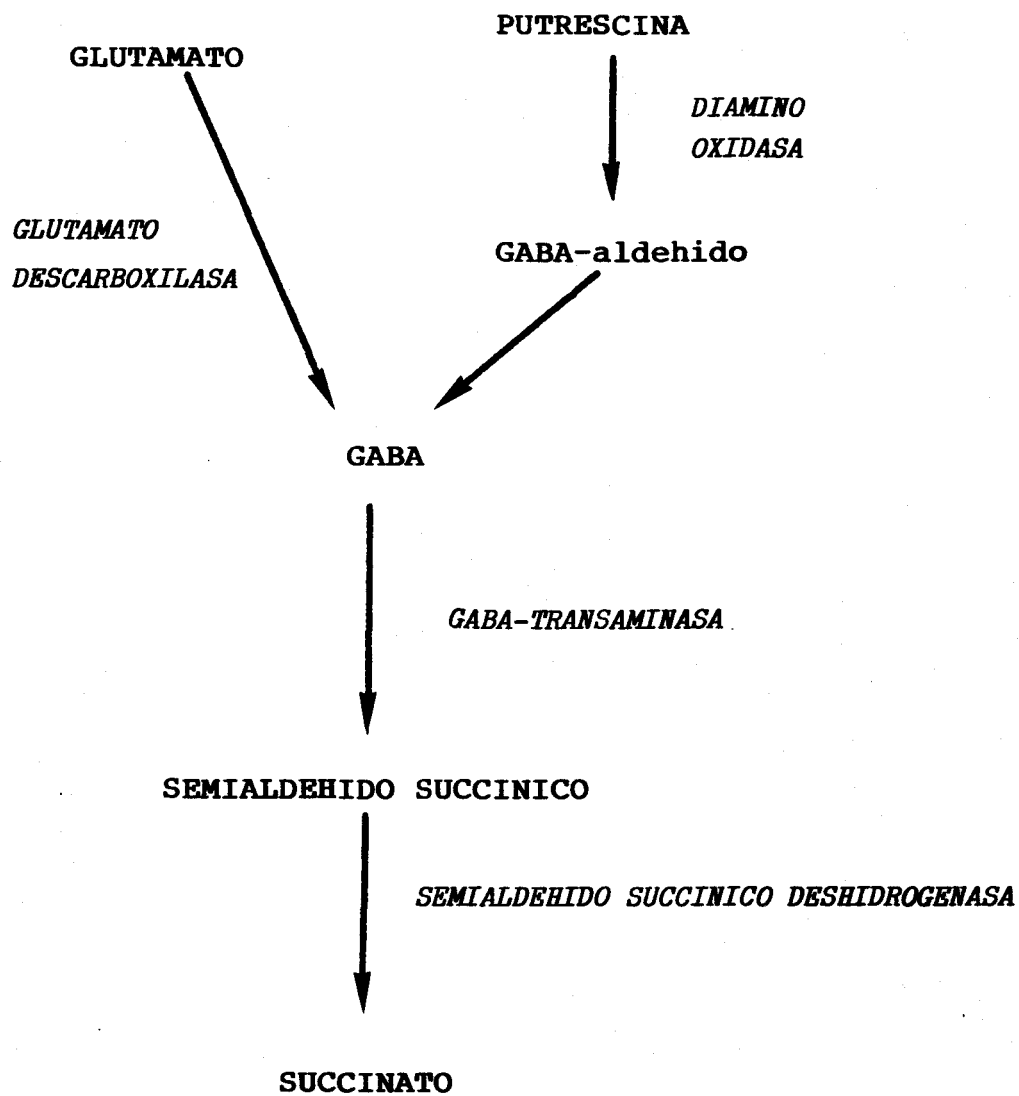 PUTRESCINA
GLUTAMATO
DIAMINO
OXIDASA
GLUTAMATO
DESCARBOXILASA
GABA-aldehido
GABA
GABA-TRANSAMINASA
SEMIALDEHIDO SUCCINICO
SEMIALDEHIDO SUCCINICO DESHIDROGENASA
SUCCINATO